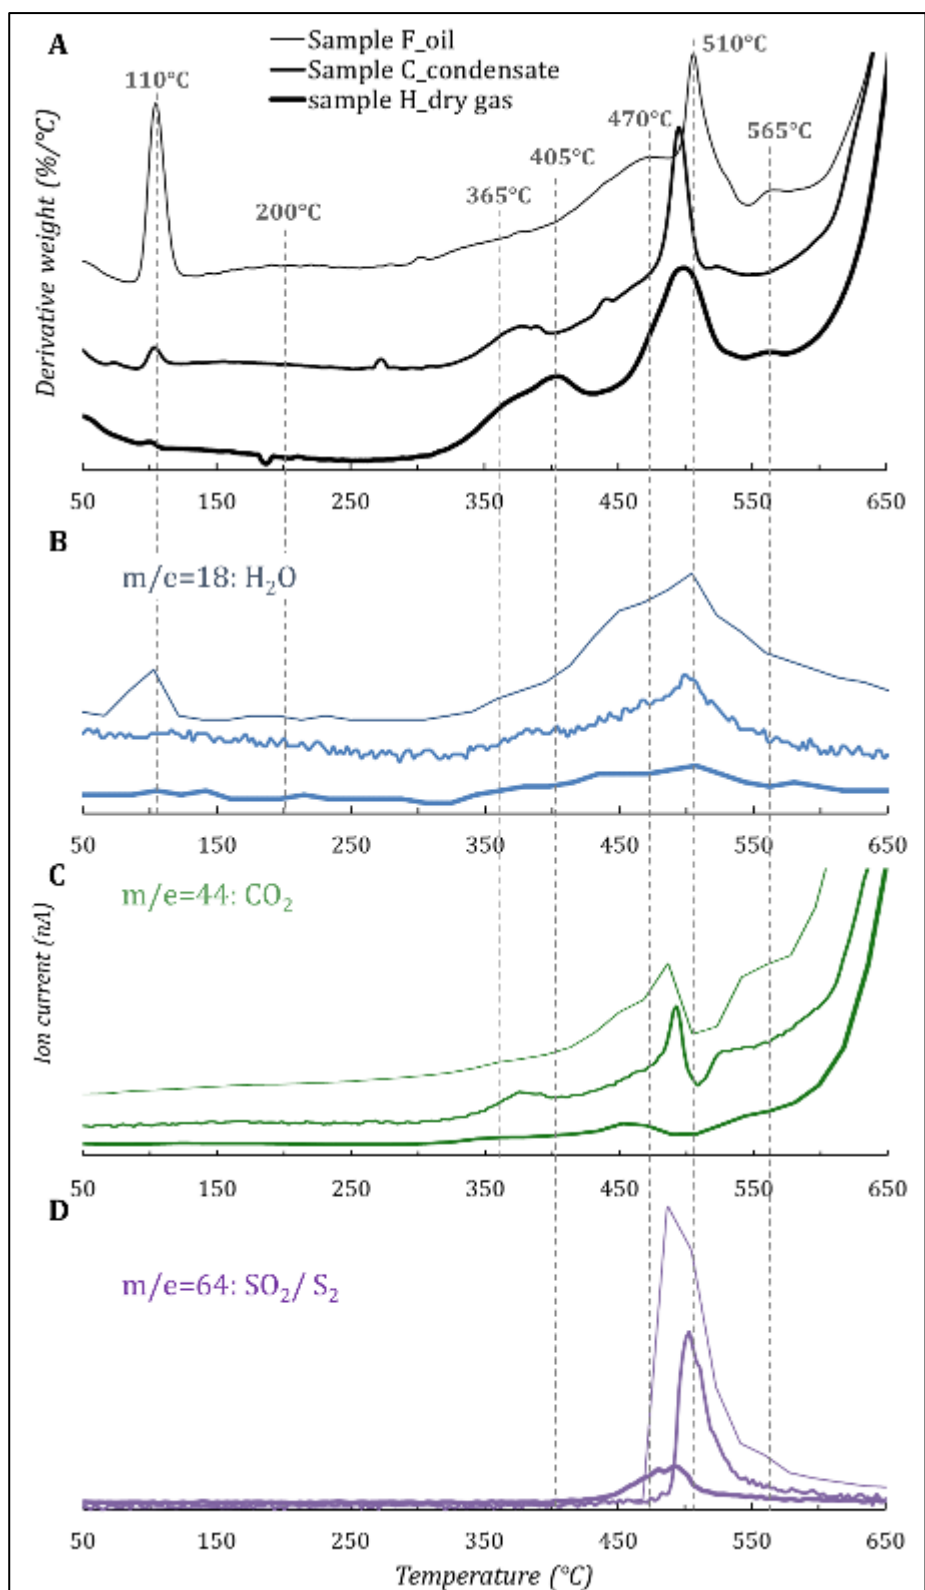 A
Sample F_oil
Sample C_condensate
sample H_dry gas
110°C
200°C
365°C
405°C
470°C
510°C
565°C
Derivative weight (%/°C)
50 150 250 350 450 550 650
B
m/e=18: H₂O
50 150 250 350 450 550 650
C
m/e=44: CO₂
Ion current (nA)
50 150 250 350 450 550 650
D
m/e=64: SO₂/ S₂
50 150 250 350 450 550 650
Temperature (°C)